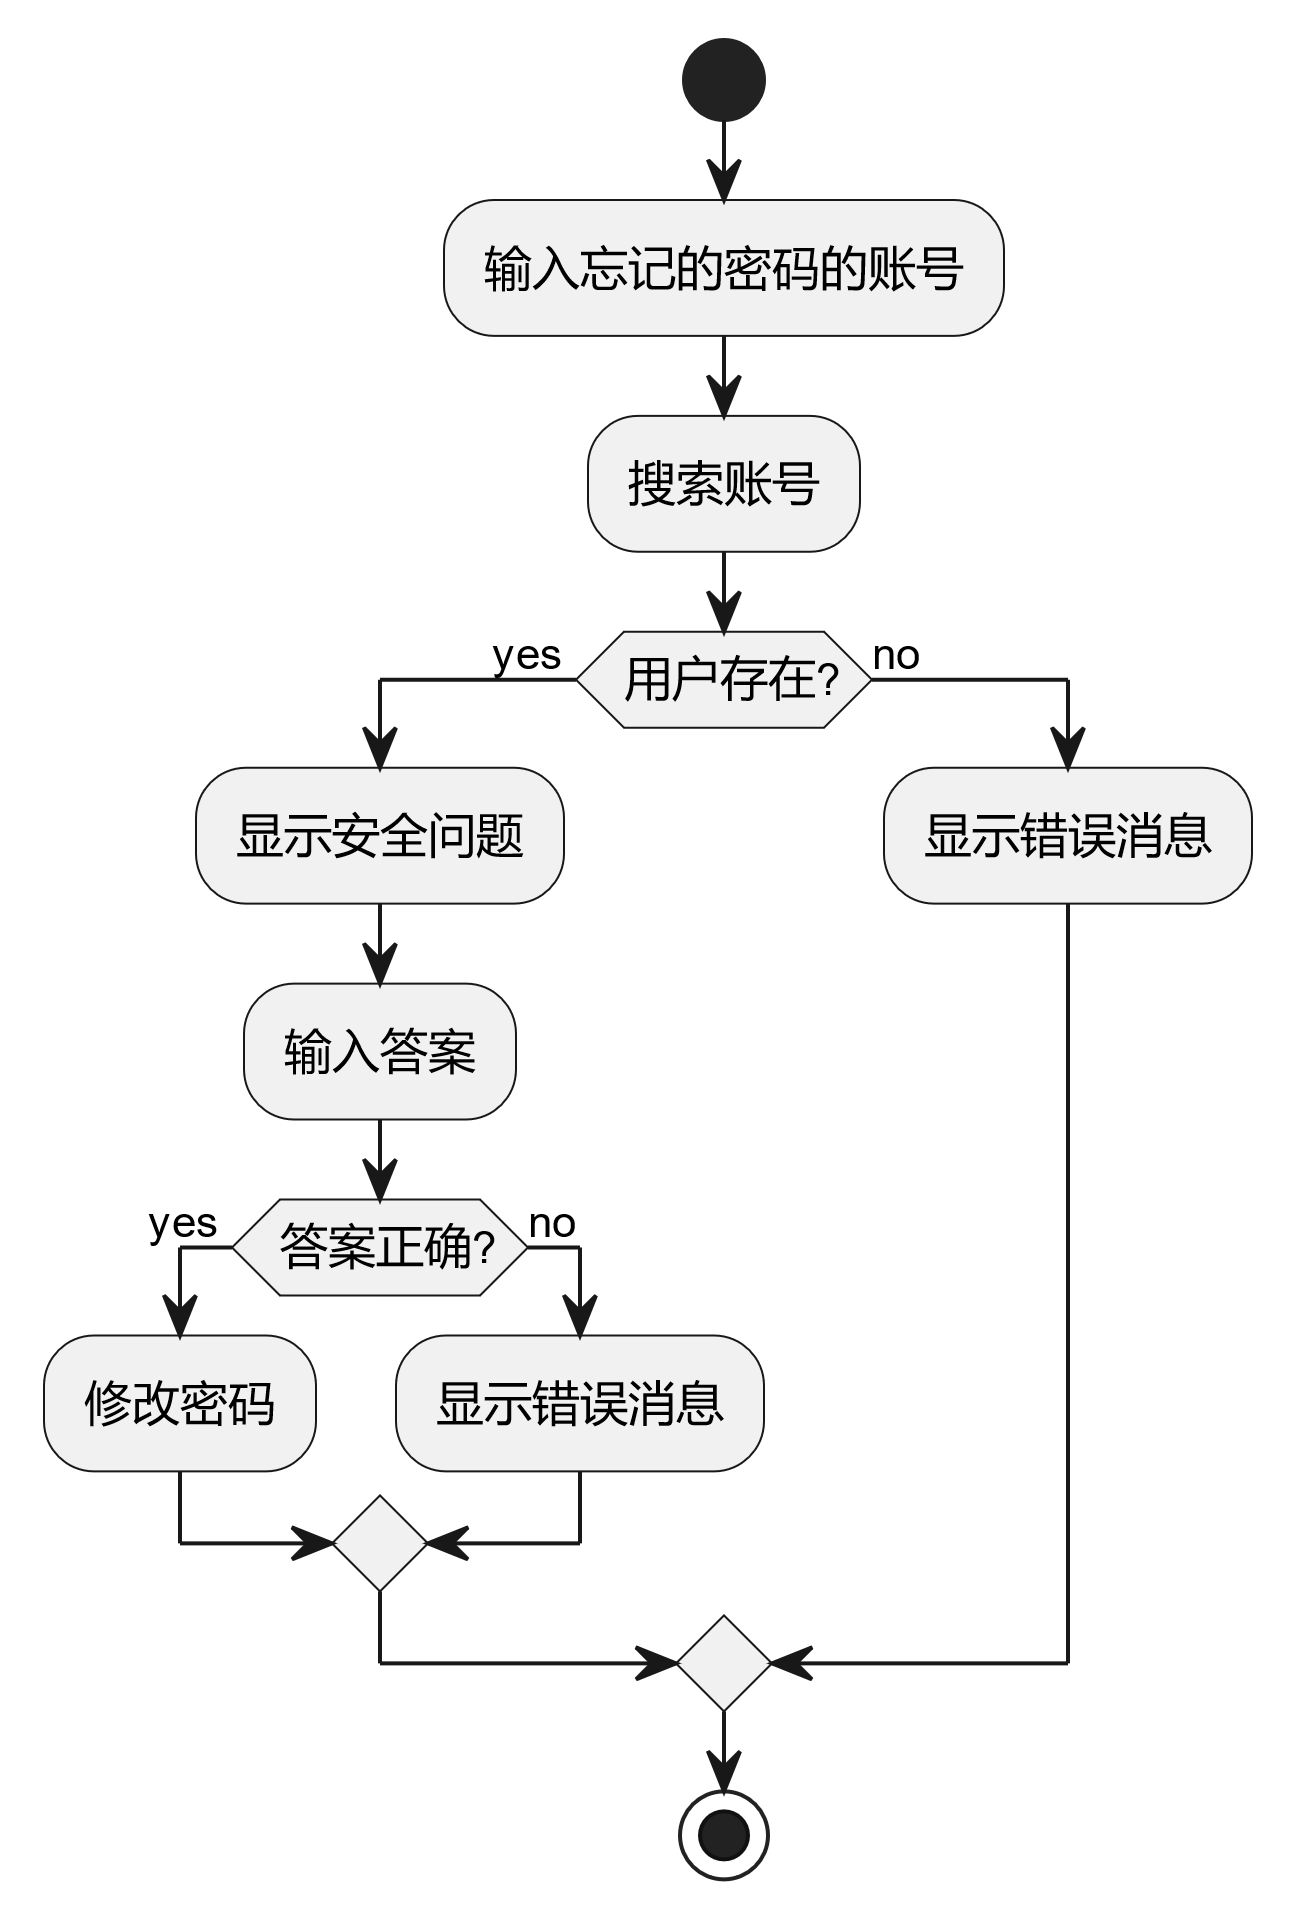 输入忘记的密码的账号
搜索账号
yes
用户存在?
no
显示安全问题
显示错误消息
输入答案
yes
答案正确?
no
修改密码
显示错误消息